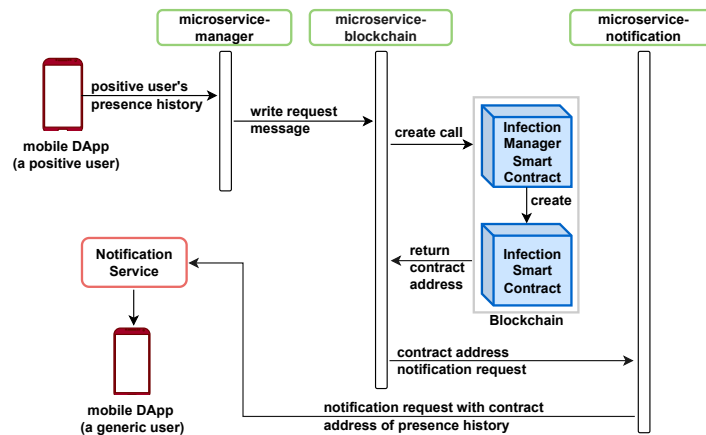 microservice-
manager
microservice-
blockchain
microservice-
notification
positive user's
presence history
mobile DApp
(a positive user)
write request
message
create call
Infection
Manager
Smart
Contract
create
Infection
Smart
Contract
return
contract
address
Blockchain
Notification
Service
contract address
notification request
mobile DApp
(a generic user)
notification request with contract
address of presence history